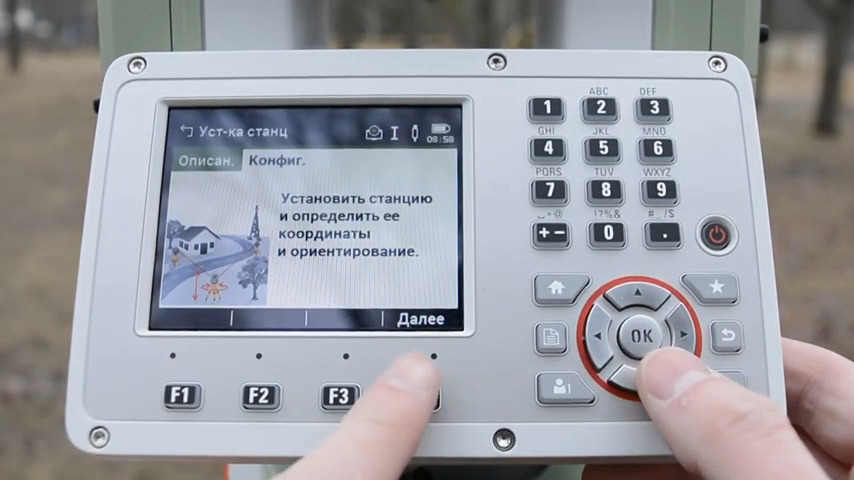 Уст-ка станц
08:58
Описан.
Конфиг.
Установить станцию
и определить ее
координаты
и ориентирование.
Далее
F1
F2
F3
ABC
DEF
1
2
3
GHI
JKL
MNO
4
5
6
PQRS
TUV
WXYZ
7
8
9
!?%&
+-
0
.
OK